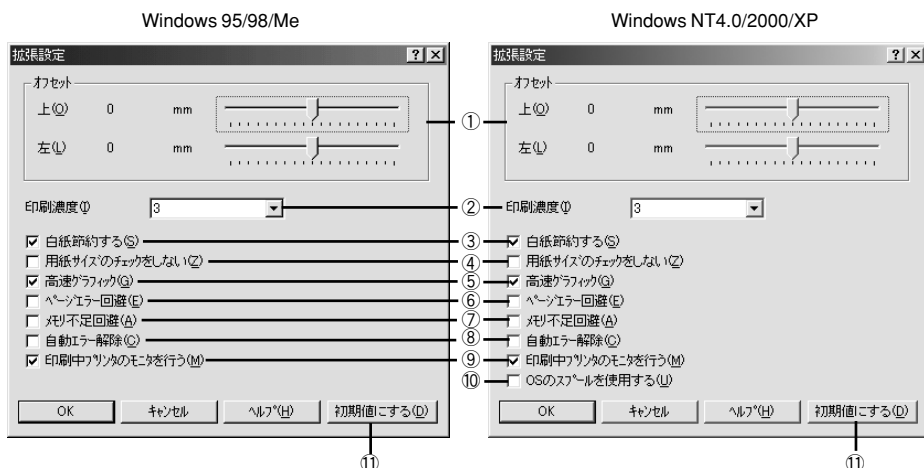 Windows 95/98/Me
Windows NT4.0/2000/XP
拡張設定
オフセット
上(O) 0 mm
左(L) 0 mm
印刷濃度(I) 3
白紙節約する(S)
用紙サイズのチェックをしない(Z)
高速グラフィック(G)
ページエラー回避(E)
メモリ不足回避(A)
自動エラー解除(C)
印刷中プリンタのモニタを行う(M)
OK キャンセル ヘルプ(H) 初期値にする(D)
⑪
①
②
③
④
⑤
⑥
⑦
⑧
⑨
⑩
拡張設定
オフセット
上(O) 0 mm
左(L) 0 mm
印刷濃度(I) 3
白紙節約する(S)
用紙サイズのチェックをしない(Z)
高速グラフィック(G)
ページエラー回避(E)
メモリ不足回避(A)
自動エラー解除(C)
印刷中プリンタのモニタを行う(M)
OSのスプールを使用する(U)
OK キャンセル ヘルプ(H) 初期値にする(D)
⑪